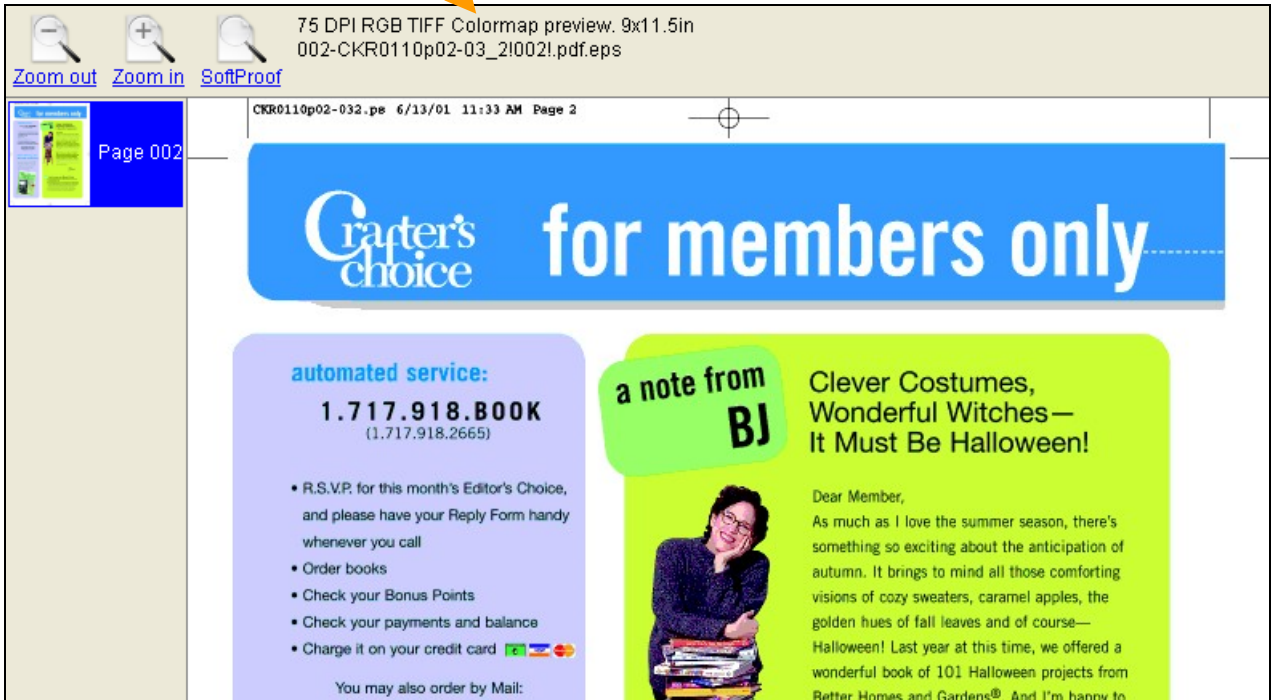 75 DPI RGB TIFF Colormap preview. 9x11.5in
002-CKR0110p02-03_2!002!.pdf.eps
Zoom out Zoom in SoftProof
Page 002
CKR0110p02-032.ps 6/13/01 11:33 AM Page 2
Crafter's
choice
for members only
automated service:
1.717.918.BOOK
(1.717.918.2665)
• R.S.V.P. for this month's Editor's Choice,
and please have your Reply Form handy
whenever you call
• Order books
• Check your Bonus Points
• Check your payments and balance
• Charge it on your credit card
You may also order by Mail:
a note from
BJ
Clever Costumes,
Wonderful Witches—
It Must Be Halloween!
Dear Member,
As much as I love the summer season, there's
something so exciting about the anticipation of
autumn. It brings to mind all those comforting
visions of cozy sweaters, caramel apples, the
golden hues of fall leaves and of course—
Halloween! Last year at this time, we offered a
wonderful book of 101 Halloween projects from
Better Homes and Gardens®. And I'm happy to